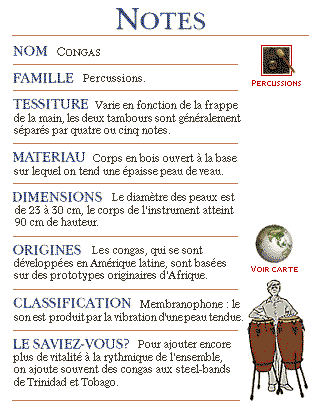 NOTES
NOM CONGAS
FAMILLE Percussions.
PERCUSSIONS
TESSITURE Varie en fonction de la frappe
de la main, les deux tambours sont généralement
séparés par quatre ou cinq notes.
MATERIAU Corps en bois ouvert à la base
sur lequel on tend une épaisse peau de veau.
DIMENSIONS Le diamètre des peaux est
de 23 à 30 cm, le corps de l'instrument atteint
90 cm de hauteur.
ORIGINES Les congas, qui se sont
développées en Amérique latine, sont basées
sur des prototypes originaires d'Afrique.
VOIR CARTE
CLASSIFICATION Membranophone : le
son est produit par la vibration d'une peau tendue.
LE SAVIEZ-VOUS? Pour ajouter encore
plus de vitalité à la rythmique de l'ensemble,
on ajoute souvent des congas aux steel-bands
de Trinidad et Tobago.